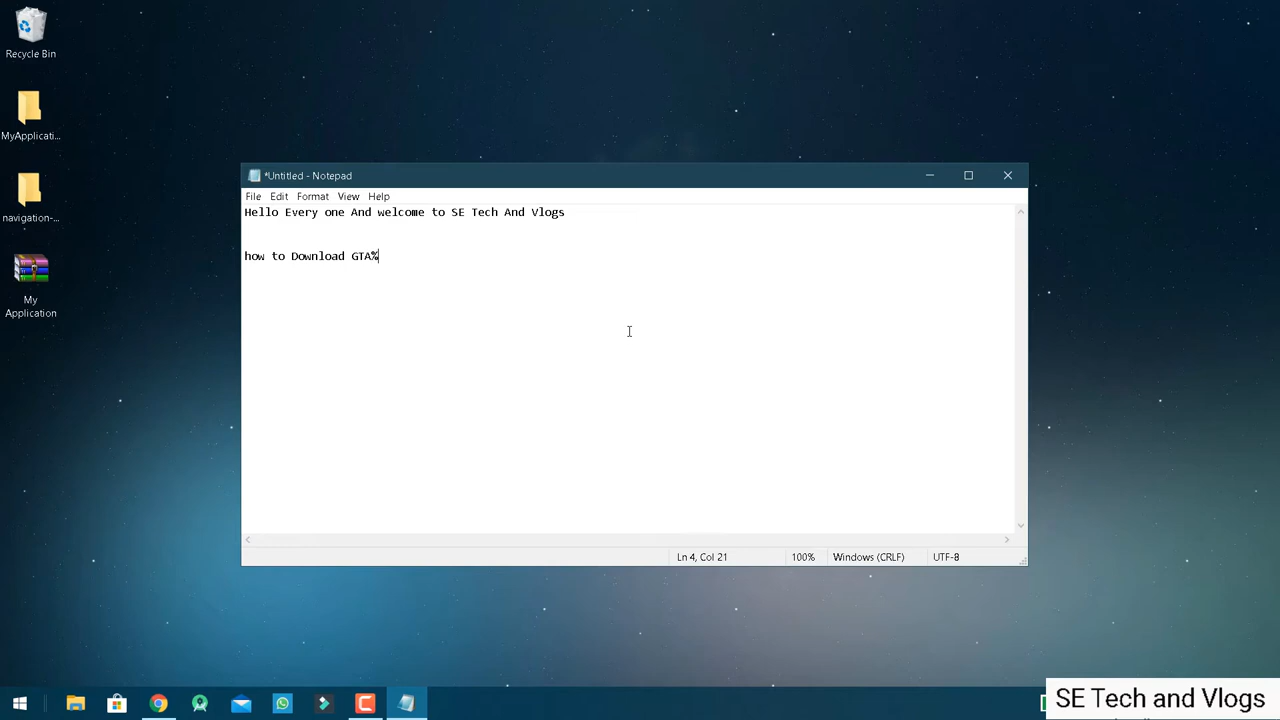 Recycle Bin
MyApplicati...
navigation-...
My
Application
*Untitled - Notepad
File Edit Format View Help
Hello Every one And welcome to SE Tech And Vlogs
how to Download GTA%
Ln 4, Col 21 100% Windows (CRLF) UTF-8
SE Tech and Vlogs